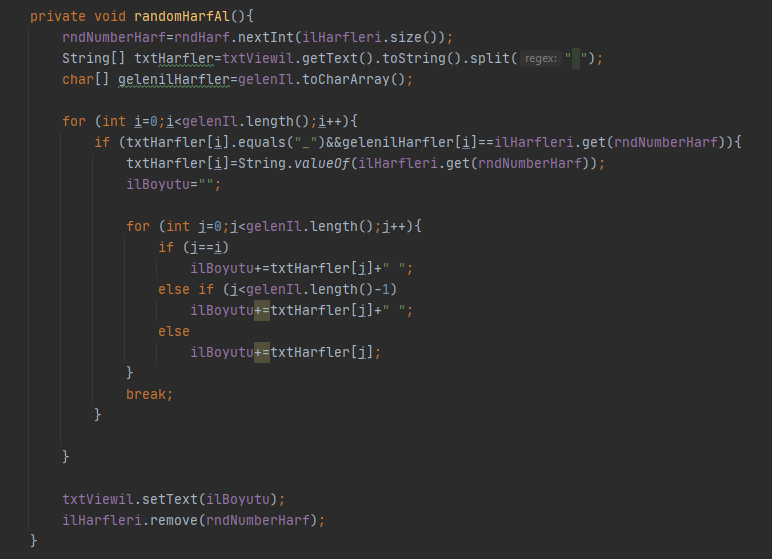 private void randomHarfAl(){
rndNumberHarf=rndHarf.nextInt(ilHarfleri.size());
String[] txtHarfler=txtViewil.getText().toString().split( regex: " ");
char[] gelenilHarfler=gelenIl.toCharArray();
for (int i=0;i<gelenIl.length();i++){
if (txtHarfler[i].equals("_")&&gelenilHarfler[i]==ilHarfleri.get(rndNumberHarf)){
txtHarfler[i]=String.valueOf(ilHarfleri.get(rndNumberHarf));
ilBoyutu="";
for (int j=0;j<gelenIl.length();j++){
if (j==i)
ilBoyutu+=txtHarfler[j]+" ";
else if (j<gelenIl.length()-1)
ilBoyutu+=txtHarfler[j]+" ";
else
ilBoyutu+=txtHarfler[j];
}
break;
}
}
txtViewil.setText(ilBoyutu);
ilHarfleri.remove(rndNumberHarf);
}